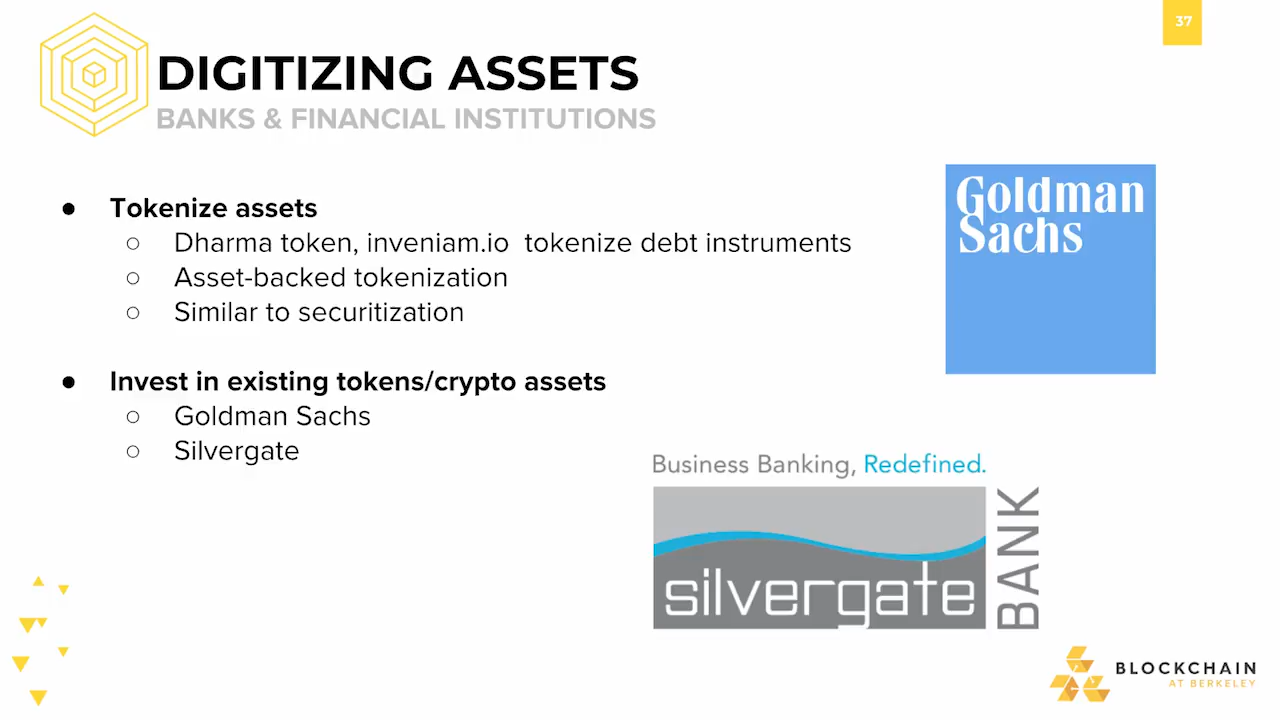 37
DIGITIZING ASSETS
BANKS & FINANCIAL INSTITUTIONS
● Tokenize assets
○ Dharma token, inveniam.io tokenize debt instruments
○ Asset-backed tokenization
○ Similar to securitization
● Invest in existing tokens/crypto assets
○ Goldman Sachs
○ Silvergate
Goldman
Sachs
Business Banking, Redefined.
silvergate
BANK
BLOCKCHAIN
AT BERKELEY